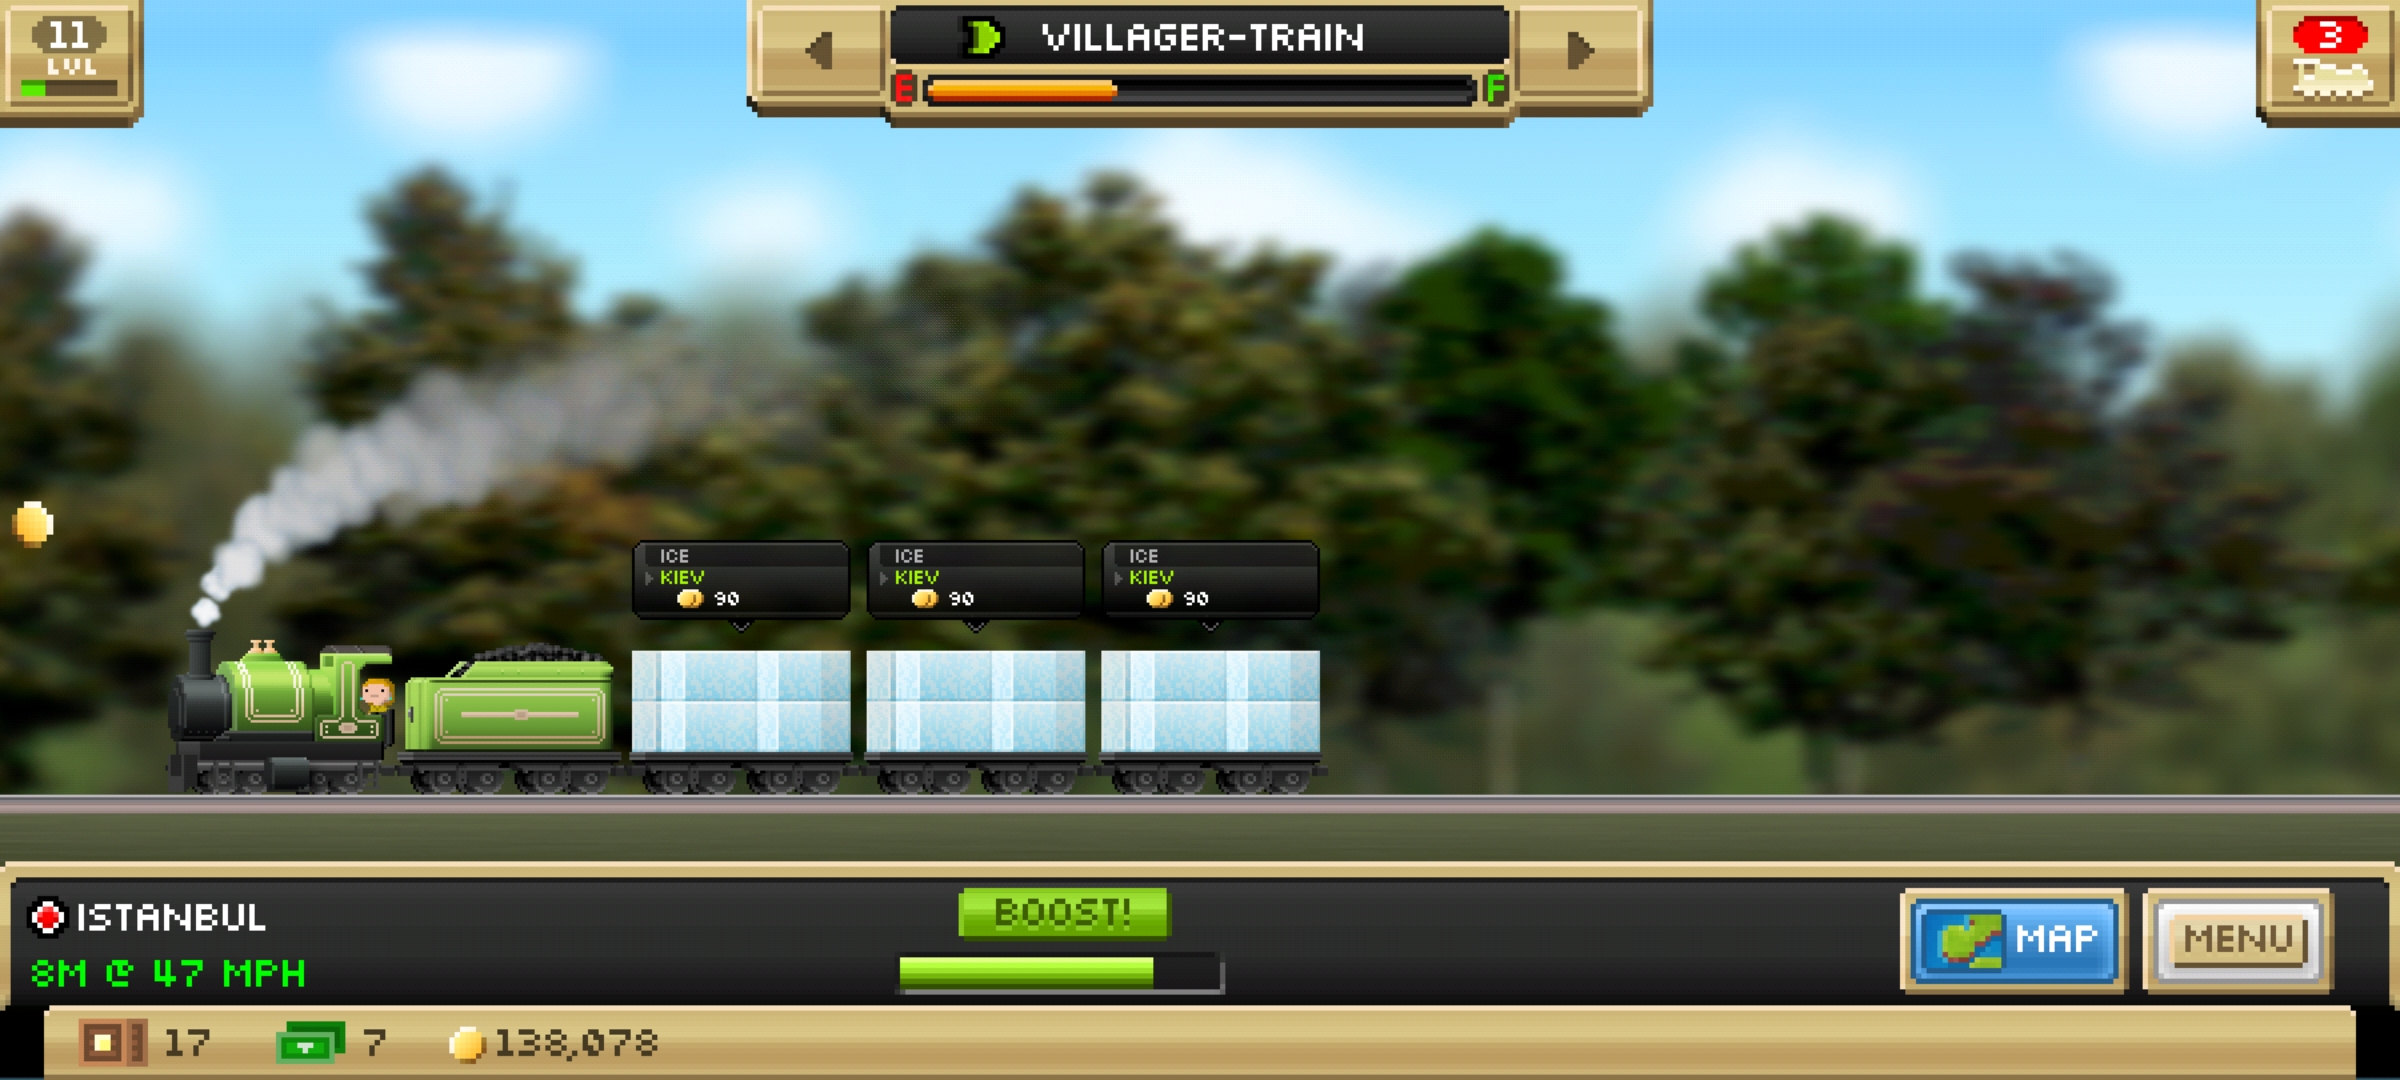 11
LVL
VILLAGER-TRAIN
E F
3
ICE
KIEV
90
ICE
KIEV
90
ICE
KIEV
90
ISTANBUL
8M @ 47 MPH
BOOST!
MAP
MENU
17
7
138,078